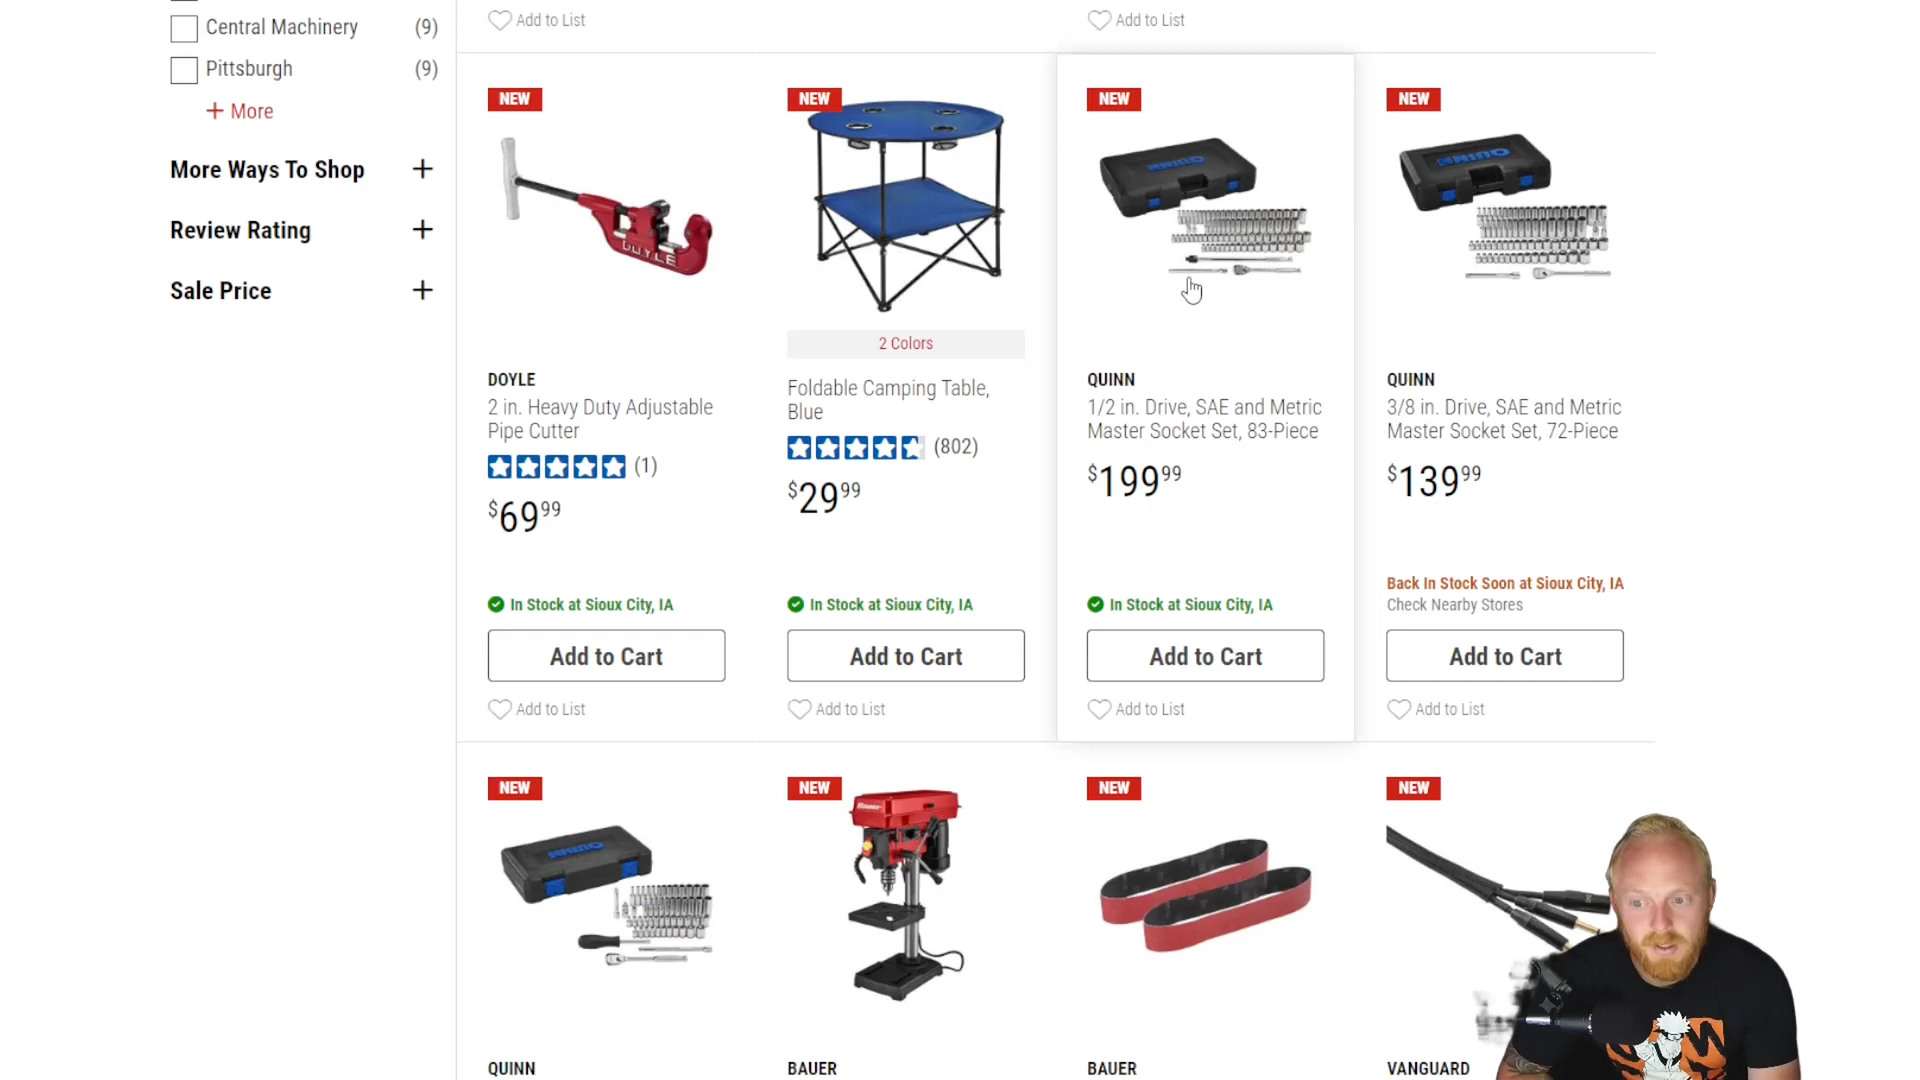 Central Machinery (9)
Pittsburgh (9)
+ More
More Ways To Shop +
Review Rating +
Sale Price +
Add to List
Add to List
NEW
DOYLE
DOYLE
2 in. Heavy Duty Adjustable
Pipe Cutter
(1)
$69 99
In Stock at Sioux City, IA
Add to Cart
Add to List
NEW
2 Colors
Foldable Camping Table,
Blue
(802)
$29 99
In Stock at Sioux City, IA
Add to Cart
Add to List
NEW
QUINN
QUINN
1/2 in. Drive, SAE and Metric
Master Socket Set, 83-Piece
$199 99
In Stock at Sioux City, IA
Add to Cart
Add to List
NEW
QUINN
QUINN
3/8 in. Drive, SAE and Metric
Master Socket Set, 72-Piece
$139 99
Back In Stock Soon at Sioux City, IA
Check Nearby Stores
Add to Cart
Add to List
NEW
QUINN
QUINN
NEW
Bauer
BAUER
NEW
BAUER
NEW
VANGUARD